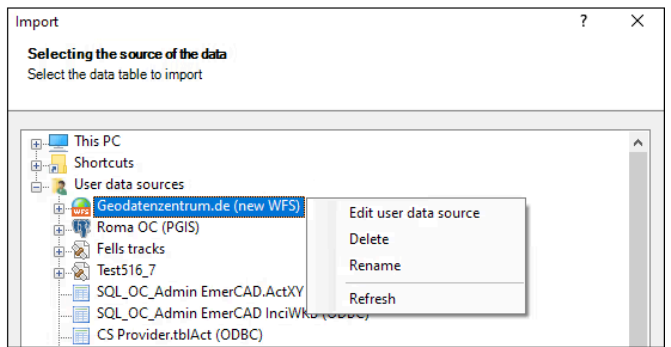 Import ? ×
Selecting the source of the data
Select the data table to import
This PC
Shortcuts
User data sources
WFS Geodatenzentrum.de (new WFS)
Edit user data source
Roma OC (PGIS)
Delete
Fells tracks
Rename
Test516_7
SQL_OC_Admin EmerCAD.ActXY
Refresh
SQL_OC_Admin EmerCAD InciWKB (ODBC)
CS Provider.tblAct (ODBC)